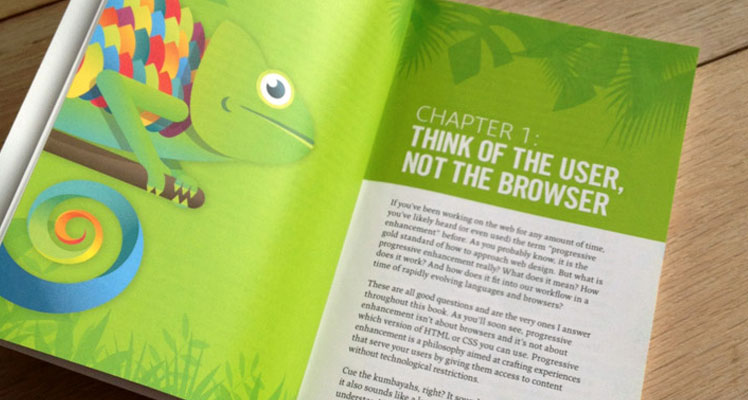 CHAPTER 1:
THINK OF THE USER,
NOT THE BROWSER
If you've been working on the web for any amount of time,
you've likely heard (or even used) the term “progressive
enhancement” before. As you probably know, it is the
gold standard of how to approach web design. But what is
progressive enhancement really? What does it mean? How
does it work? And how does it fit into our workflow in a
time of rapidly evolving languages and browsers?
These are all good questions and are the very ones I answer
throughout this book. As you'll soon see, progressive
enhancement isn't about browsers and it's not about
which version of HTML or CSS you can use. Progressive
enhancement is a philosophy aimed at crafting experiences
that serve your users by giving them access to content
without technological restrictions.
Cue the kumbayahs, right? It
it also sounds like